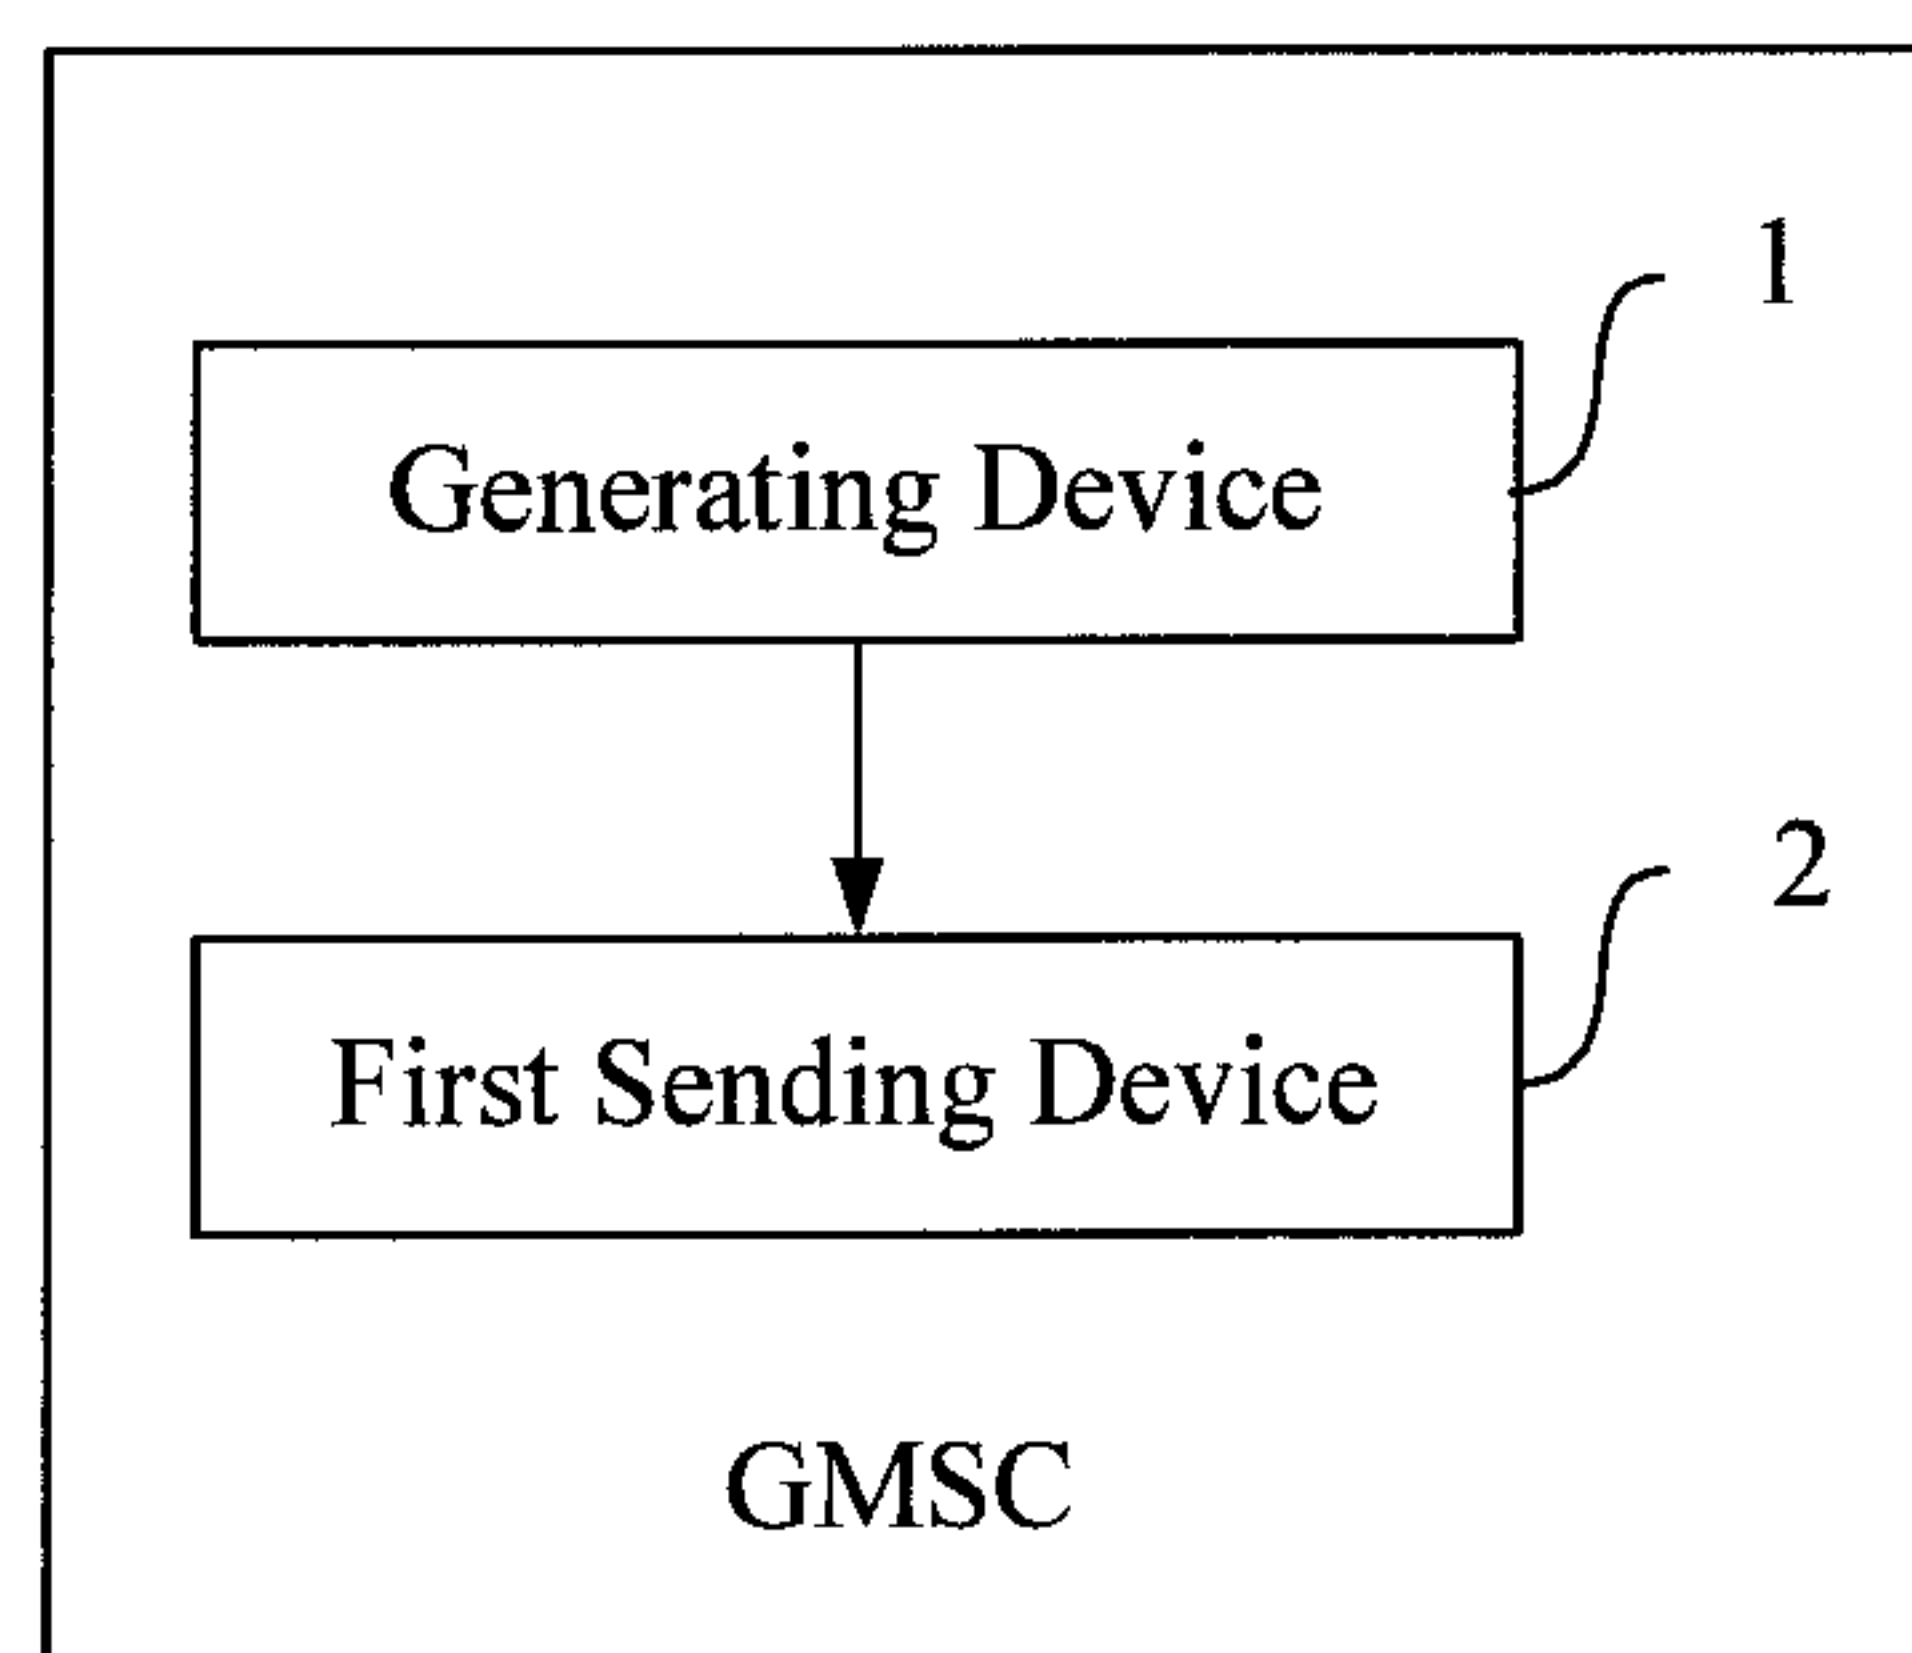 1
Generating Device
2
First Sending Device
GMSC